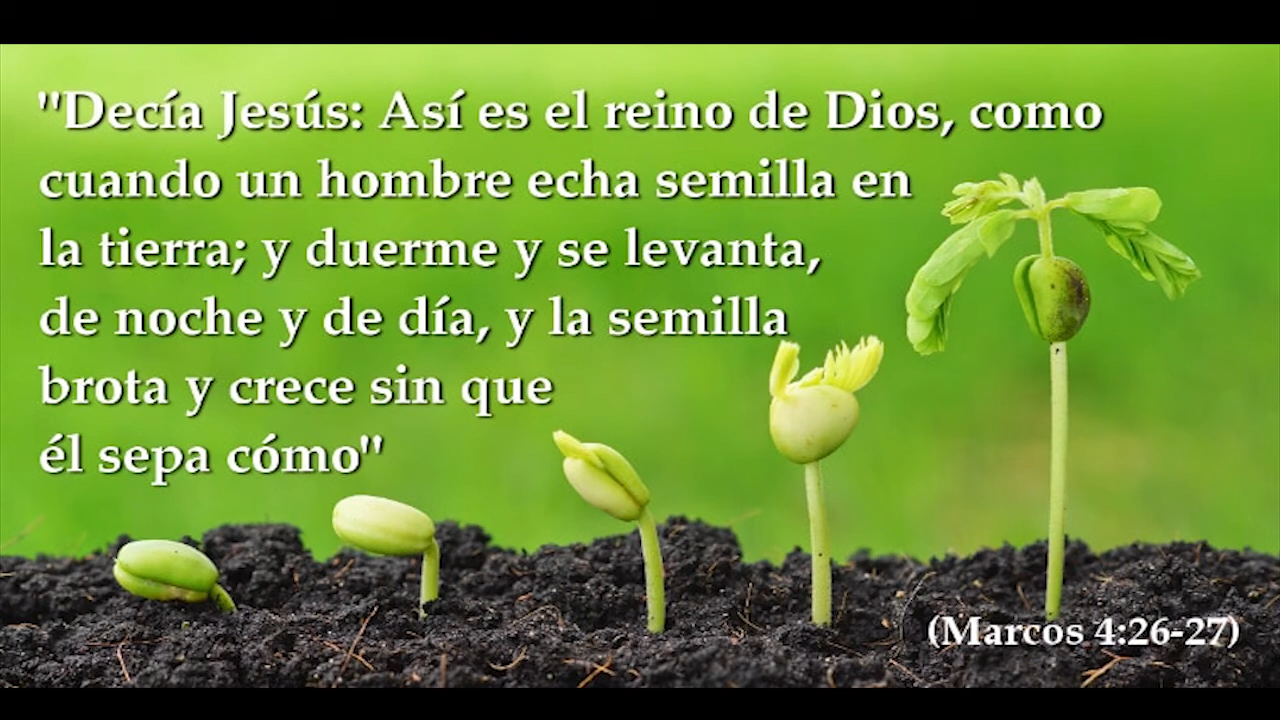 "Decía Jesús: Así es el reino de Dios, como
cuando un hombre echa semilla en
la tierra; y duerme y se levanta,
de noche y de día, y la semilla
brota y crece sin que
él sepa cómo"
(Marcos 4:26-27)